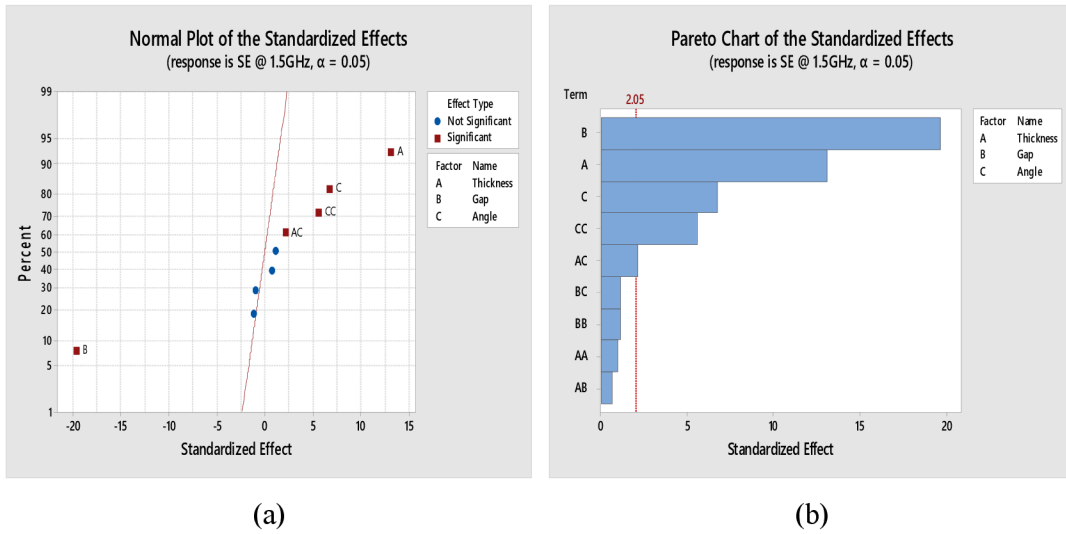 Normal Plot of the Standardized Effects
(response is SE @ 1.5GHz, α = 0.05)
99
95
90
80
70
60
50
40
30
20
10
5
1
Percent
-20 -15 -10 -5 0 5 10 15
Standardized Effect
A
C
CC
AC
B
Effect Type
Not Significant
Significant
Factor Name
A Thickness
B Gap
C Angle
(a)
Pareto Chart of the Standardized Effects
(response is SE @ 1.5GHz, α = 0.05)
Term
2.05
B
A
C
CC
AC
BC
BB
AA
AB
0 5 10 15 20
Standardized Effect
Factor Name
A Thickness
B Gap
C Angle
(b)